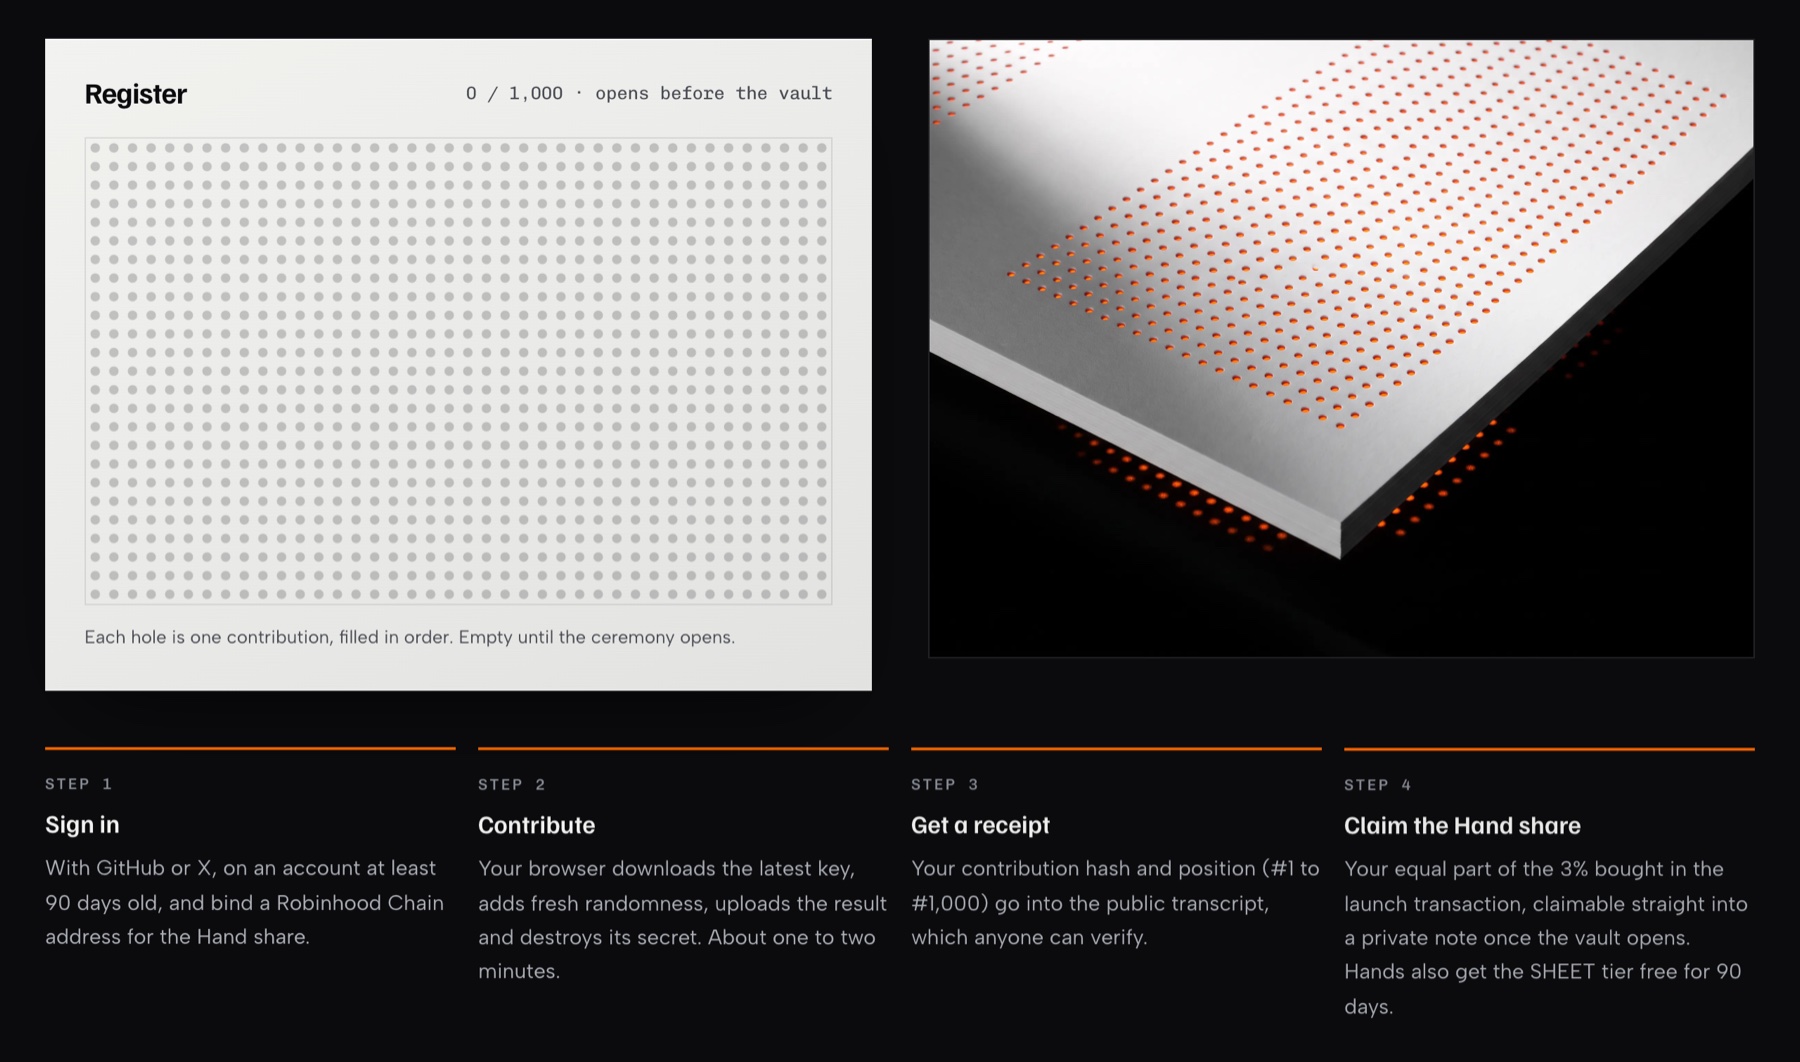 Register
0 / 1,000 · opens before the vault
Each hole is one contribution, filled in order. Empty until the ceremony opens.
STEP 1
Sign in
With GitHub or X, on an account at least
90 days old, and bind a Robinhood Chain
address for the Hand share.
STEP 2
Contribute
Your browser downloads the latest key,
adds fresh randomness, uploads the result
and destroys its secret. About one to two
minutes.
STEP 3
Get a receipt
Your contribution hash and position (#1 to
#1,000) go into the public transcript,
which anyone can verify.
STEP 4
Claim the Hand share
Your equal part of the 3% bought in the
launch transaction, claimable straight into
a private note once the vault opens.
Hands also get the SHEET tier free for 90
days.